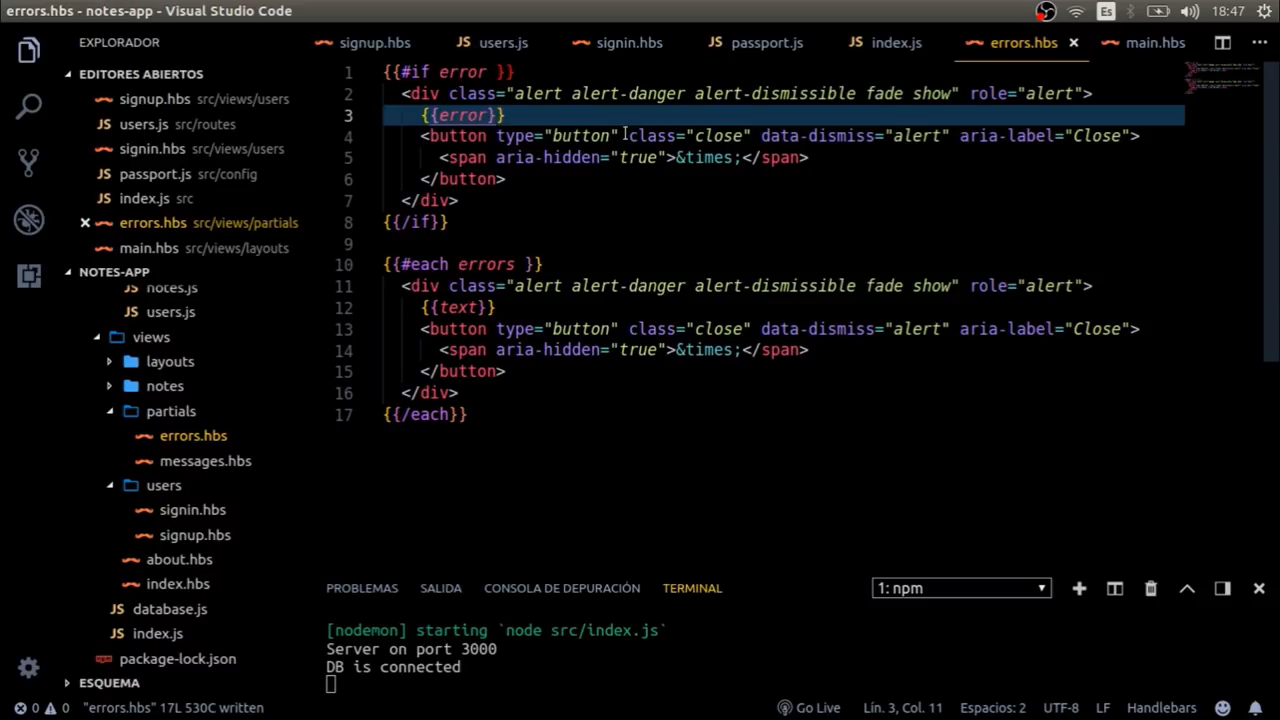 errors.hbs - notes-app - Visual Studio Code
Es
18:47
EXPLORADOR
signup.hbs
JS users.js
signin.hbs
JS passport.js
JS index.js
errors.hbs
main.hbs
EDITORES ABIERTOS
signup.hbs src/views/users
JS users.js src/routes
signin.hbs src/views/users
JS passport.js src/config
JS index.js src
errors.hbs src/views/partials
main.hbs src/views/layouts
NOTES-APP
JS notes.js
JS users.js
views
layouts
notes
partials
errors.hbs
messages.hbs
users
signin.hbs
signup.hbs
about.hbs
index.hbs
JS database.js
JS index.js
package-lock.json
ESQUEMA
1 {{#if error }}
2 <div class="alert alert-danger alert-dismissible fade show" role="alert">
3 {{error}}
4 <button type="button" class="close" data-dismiss="alert" aria-label="Close">
5 <span aria-hidden="true">&times;</span>
6 </button>
7 </div>
8 {{/if}}
9
10 {{#each errors }}
11 <div class="alert alert-danger alert-dismissible fade show" role="alert">
12 {{text}}
13 <button type="button" class="close" data-dismiss="alert" aria-label="Close">
14 <span aria-hidden="true">&times;</span>
15 </button>
16 </div>
17 {{/each}}
PROBLEMAS
SALIDA
CONSOLA DE DEPURACIÓN
TERMINAL
1: npm
[nodemon] starting `node src/index.js`
Server on port 3000
DB is connected
0 0 "errors.hbs" 17L 530C written
Go Live
Lín. 3, Col. 11
Espacios: 2
UTF-8
LF
Handlebars